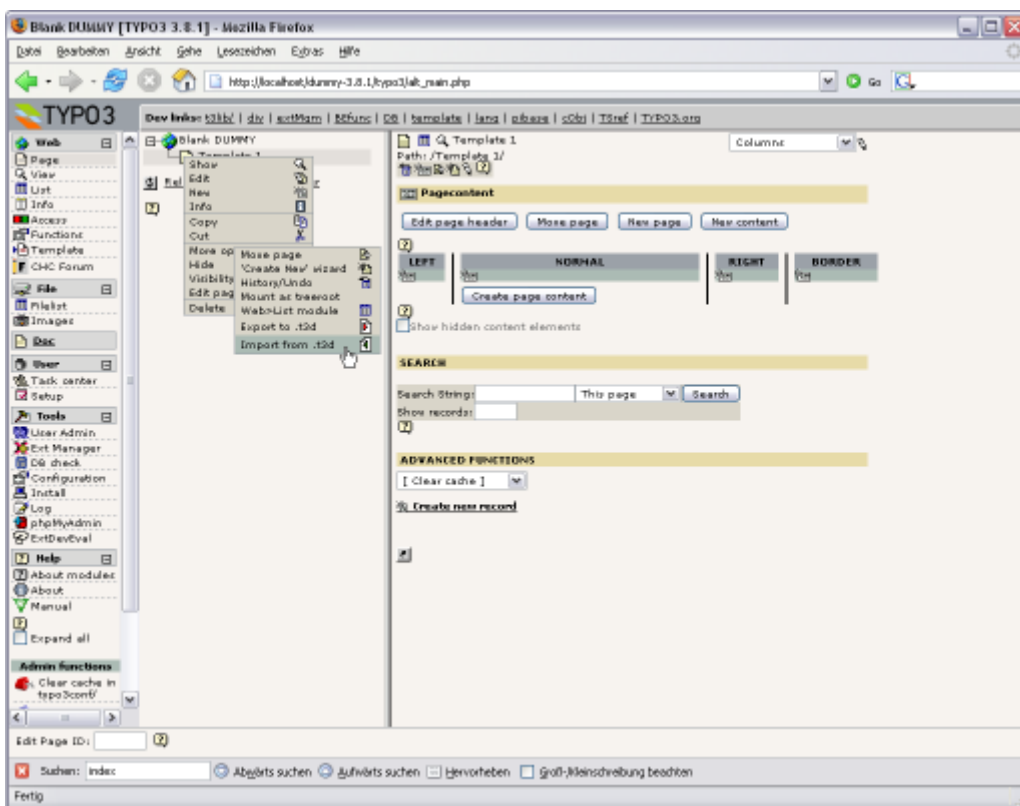 Blank DUMMY [TYPO3 3.8.1] - Mozilla Firefox
Datei Bearbeiten Ansicht Gehe Lesezeichen Extras Hilfe
http://localhost/dummy-3.8.1/typo3/alt_main.php Go
TYPO3
Dev links: t3lib/ | div | extMgm | BEfunc | DB | template | lang | pibase | cObj | TSref | TYPO3.org
Web
Page
View
List
Info
Access
Functions
Template
CHC Forum
File
Filelist
Images
Doc
User
Task center
Setup
Tools
User Admin
Ext Manager
DB check
Configuration
Install
Log
phpMyAdmin
ExtDevEval
Help
About modules
About
Manual
Expand all
Admin functions
Clear cache in
typo3conf/
Blank DUMMY
Template 1
Show
Edit
New
Info
Copy
Cut
More op
Hide
Visibility
Edit pag
Delete
Move page
'Create New' wizard
History/Undo
Mount as treeroot
Web>List module
Export to .t3d
Import from .t3d
Template 1
Columns
Path: /Template 1/
Pagecontent
Edit page header Move page New page New content
LEFT NORMAL RIGHT BORDER
Create page content
Show hidden content elements
SEARCH
Search String: This page Search
Show records:
ADVANCED FUNCTIONS
[ Clear cache ]
Create new record
Edit Page ID:
Suchen: index Abwärts suchen Aufwärts suchen Hervorheben Groß-/Kleinschreibung beachten
Fertig